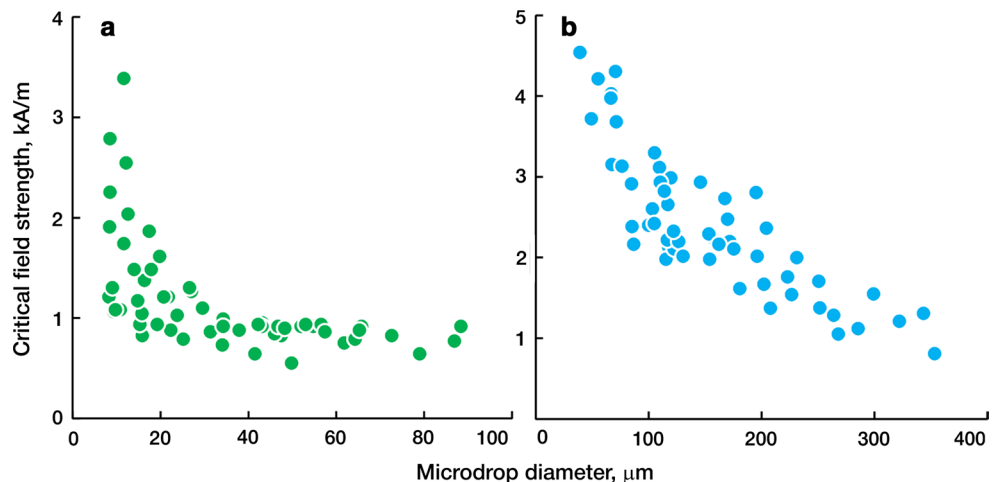 a
b
Critical field strength, kA/m
4
3
2
1
0
0 20 40 60 80 100
5
4
3
2
1
0 100 200 300 400
Microdrop diameter, μm